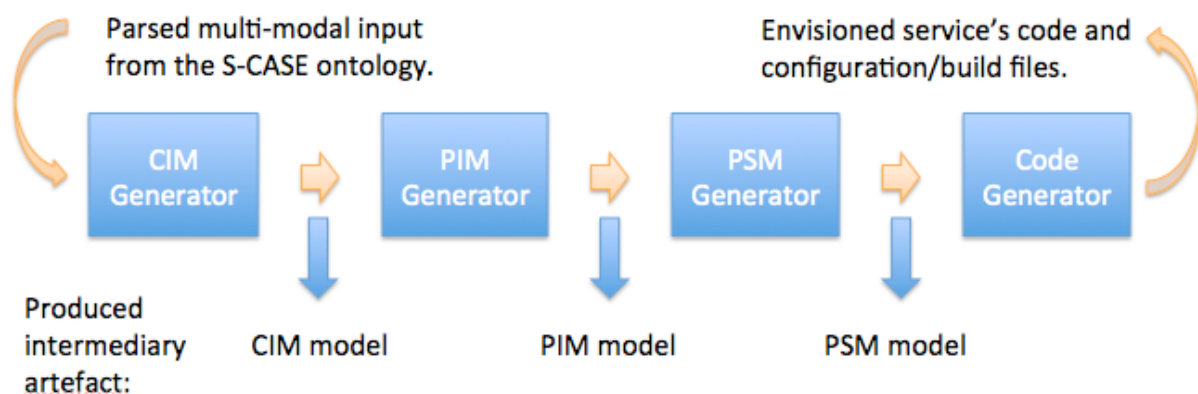 Parsed multi-modal input
from the S-CASE ontology.
Envisioned service's code and
configuration/build files.
CIM
Generator
PIM
Generator
PSM
Generator
Code
Generator
Produced
intermediary
artefact:
CIM model
PIM model
PSM model